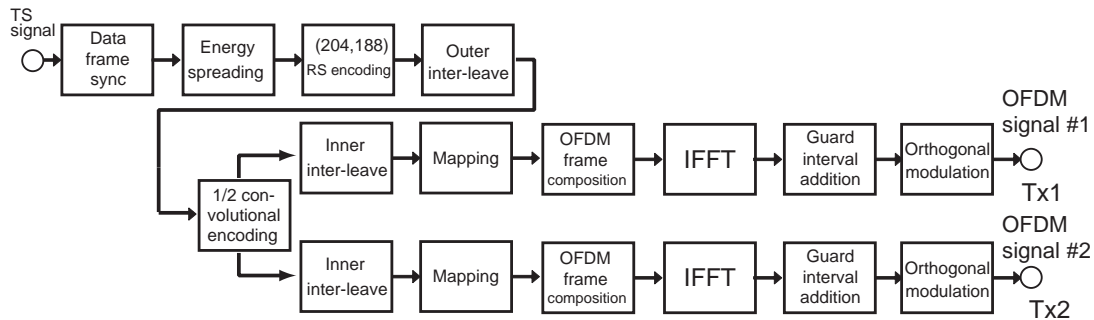 TS
signal
Data
frame
sync
Energy
spreading
(204,188)
RS encoding
Outer
inter-leave
1/2 con-
volutional
encoding
Inner
inter-leave
Mapping
OFDM
frame
composition
IFFT
Guard
interval
addition
Orthogonal
modulation
OFDM
signal #1
Tx1
Inner
inter-leave
Mapping
OFDM
frame
composition
IFFT
Guard
interval
addition
Orthogonal
modulation
OFDM
signal #2
Tx2